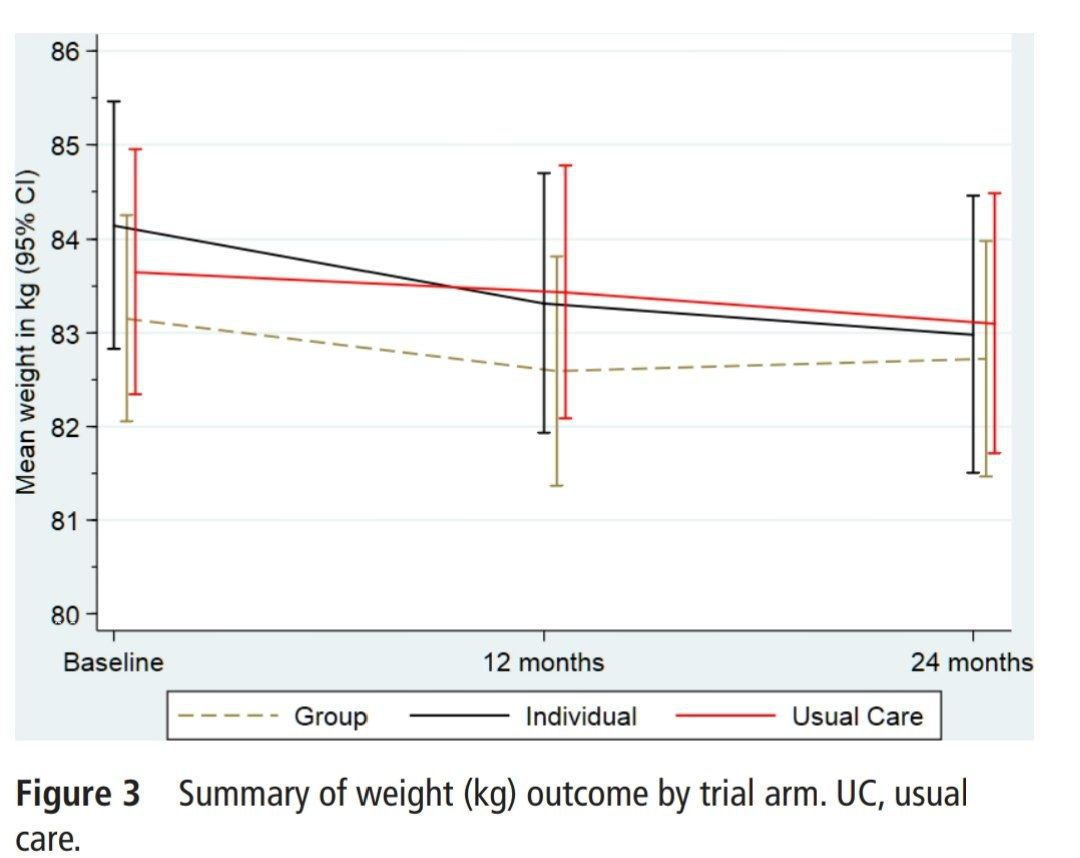 86
85
84
83
82
81
80
Mean weight in kg (95% CI)
Baseline 12 months 24 months
Group Individual Usual Care
Figure 3 Summary of weight (kg) outcome by trial arm. UC, usual
care.